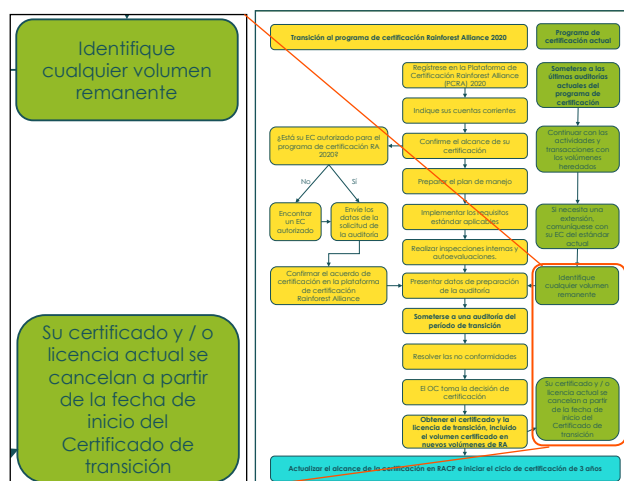 Identifique
cualquier volumen
remanente
Su certificado y / o
licencia actual se
cancelan a partir
de la fecha de
inicio del
Certificado de
transición
Transición al programa de certificación Rainforest Alliance 2020
Programa de
certificación actual
Regístrese en la Plataforma de
Certificación Rainforest Alliance
(PCRA) 2020
Indique sus cuentas corrientes
Confirme el alcance de su
certificación
Preparar el plan de manejo
Implementar los requisitos
estándar aplicables
Realizar inspecciones internas y
autoevaluaciones.
Presentar datos de preparación
de la auditoría
Someterse a una auditoría del
período de transición
Resolver las no conformidades
El OC toma la decisión de
certificación
Obtener el certificado y la
licencia de transición, incluido
el volumen certificado en
nuevos volúmenes de RA
¿Está su EC autorizado para el
programa de certificación RA
2020?
No
Sí
Encontrar
un EC
autorizado
Envíe los
datos de la
solicitud de la
auditoría
Confirmar el acuerdo de
certificación en la plataforma
de certificación
Rainforest Alliance
Someterse a las
últimas auditorías
actuales del
programa de
certificación
Continuar con las
actividades y
transacciones con
los volúmenes
heredados
Si necesita una
extensión,
comuníquese con
su EC del estándar
actual
Identifique
cualquier volumen
remanente
Su certificado y / o
licencia actual se
cancelan a partir
de la fecha de
inicio del
Certificado de
transición
Actualizar el alcance de la certificación en RACP e iniciar el ciclo de certificación de 3 años